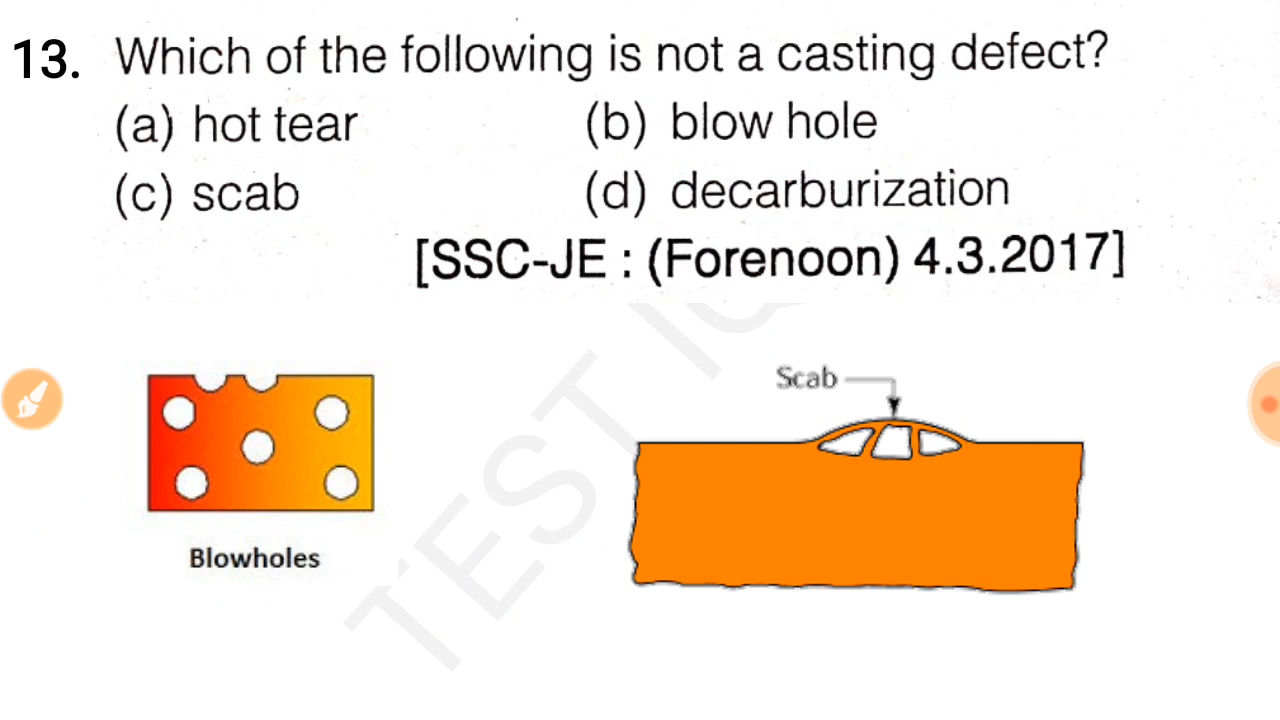 13. Which of the following is not a casting defect?
(a) hot tear (b) blow hole
(c) scab (d) decarburization
[SSC-JE : (Forenoon) 4.3.2017]
Scab
Blowholes
TEST